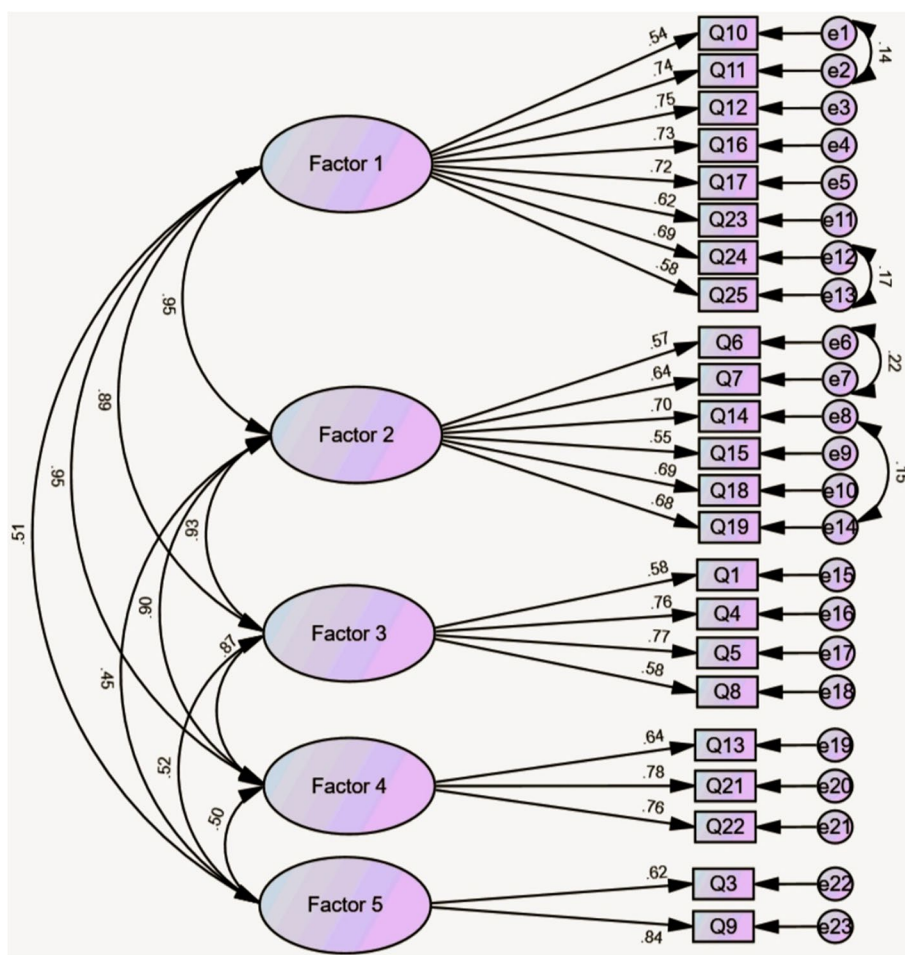 Factor 1
.54
Q10
e1
.14
.74
Q11
e2
.75
Q12
e3
.73
Q16
e4
.72
Q17
e5
.62
Q23
e11
.69
Q24
e12
.17
.58
Q25
e13
.95
.89
.96
.51
Factor 2
.57
Q6
e6
.22
.64
Q7
e7
.70
Q14
e8
.15
.55
Q15
e9
.69
Q18
e10
.68
Q19
e14
.93
.90
.54
Factor 3
.58
Q1
e15
.76
Q4
e16
.77
Q5
e17
.58
Q8
e18
.87
.52
Factor 4
.64
Q13
e19
.78
Q21
e20
.76
Q22
e21
.50
Factor 5
.62
Q3
e22
.84
Q9
e23